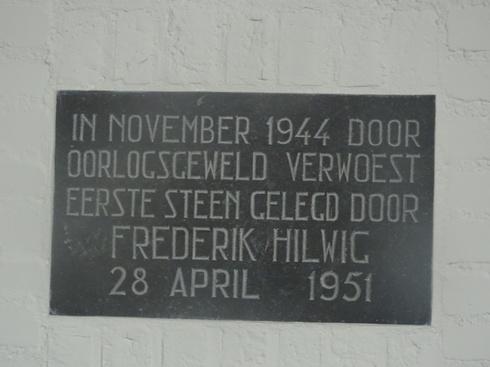 IN NOVEMBER 1944 DOOR
OORLOGSGEWELD VERWOEST
EERSTE STEEN GELEGD DOOR
FREDERIK HILWIG
28 APRIL 1951